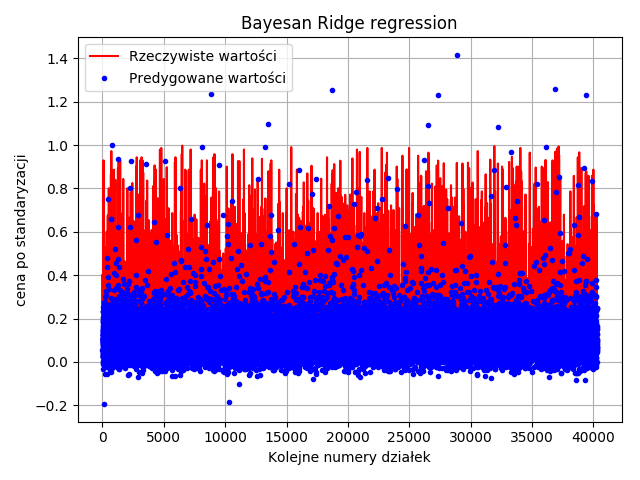 Bayesan Ridge regression
Rzeczywiste wartości
Predygowane wartości
cena po standaryzacji
1.4
1.2
1.0
0.8
0.6
0.4
0.2
0.0
−0.2
0 5000 10000 15000 20000 25000 30000 35000 40000
Kolejne numery działek